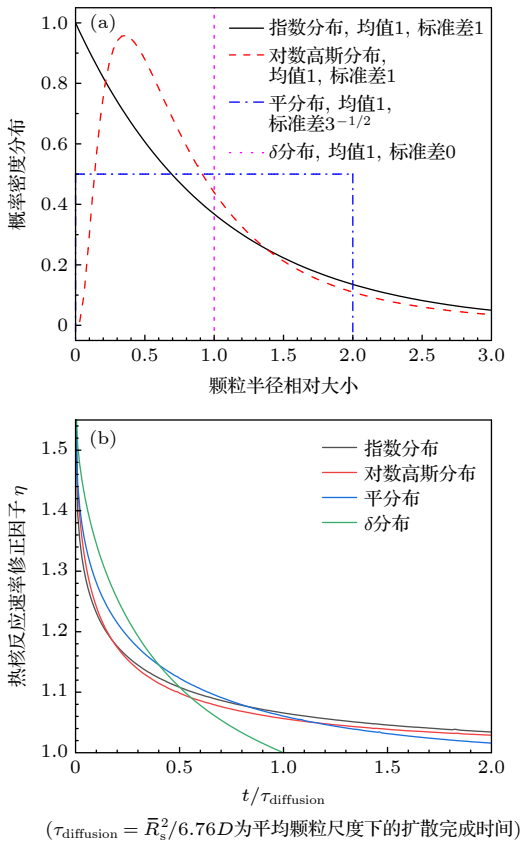 (a)
指数分布, 均值1, 标准差1
对数高斯分布,
均值1, 标准差1
平分布, 均值1,
标准差3^{-1/2}
δ分布, 均值1, 标准差0
概率密度分布
1.0
0.8
0.6
0.4
0.2
0
0 0.5 1.0 1.5 2.0 2.5 3.0
颗粒半径相对大小
(b)
指数分布
对数高斯分布
平分布
δ分布
热核反应速率修正因子 η
1.5
1.4
1.3
1.2
1.1
1.0
0 0.5 1.0 1.5 2.0
t/τ_{diffusion}
(τ_{diffusion} = R̄_s^2/6.76D为平均颗粒尺度下的扩散完成时间)